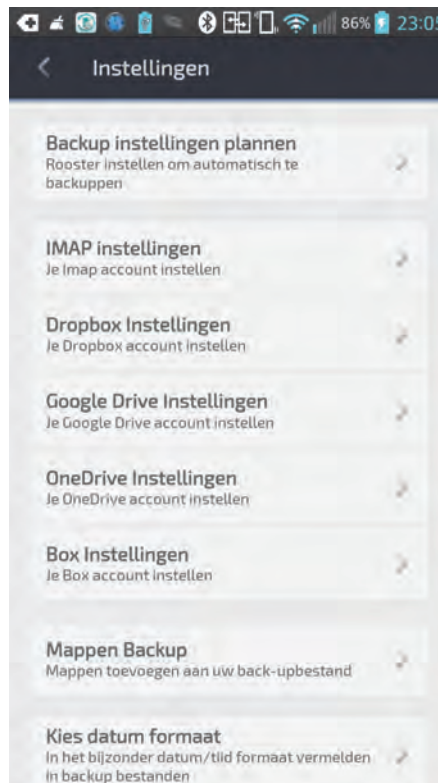 86% 23:05
Instellingen
Backup instellingen plannen
Rooster instellen om automatisch te
backuppen
IMAP instellingen
Je Imap account instellen
Dropbox Instellingen
Je Dropbox account instellen
Google Drive Instellingen
Je Google Drive account instellen
OneDrive Instellingen
Je OneDrive account instellen
Box Instellingen
Je Box account instellen
Mappen Backup
Mappen toevoegen aan uw back-upbestand
Kies datum formaat
In het bijzonder datum/tijd formaat vermelden
in backup bestanden